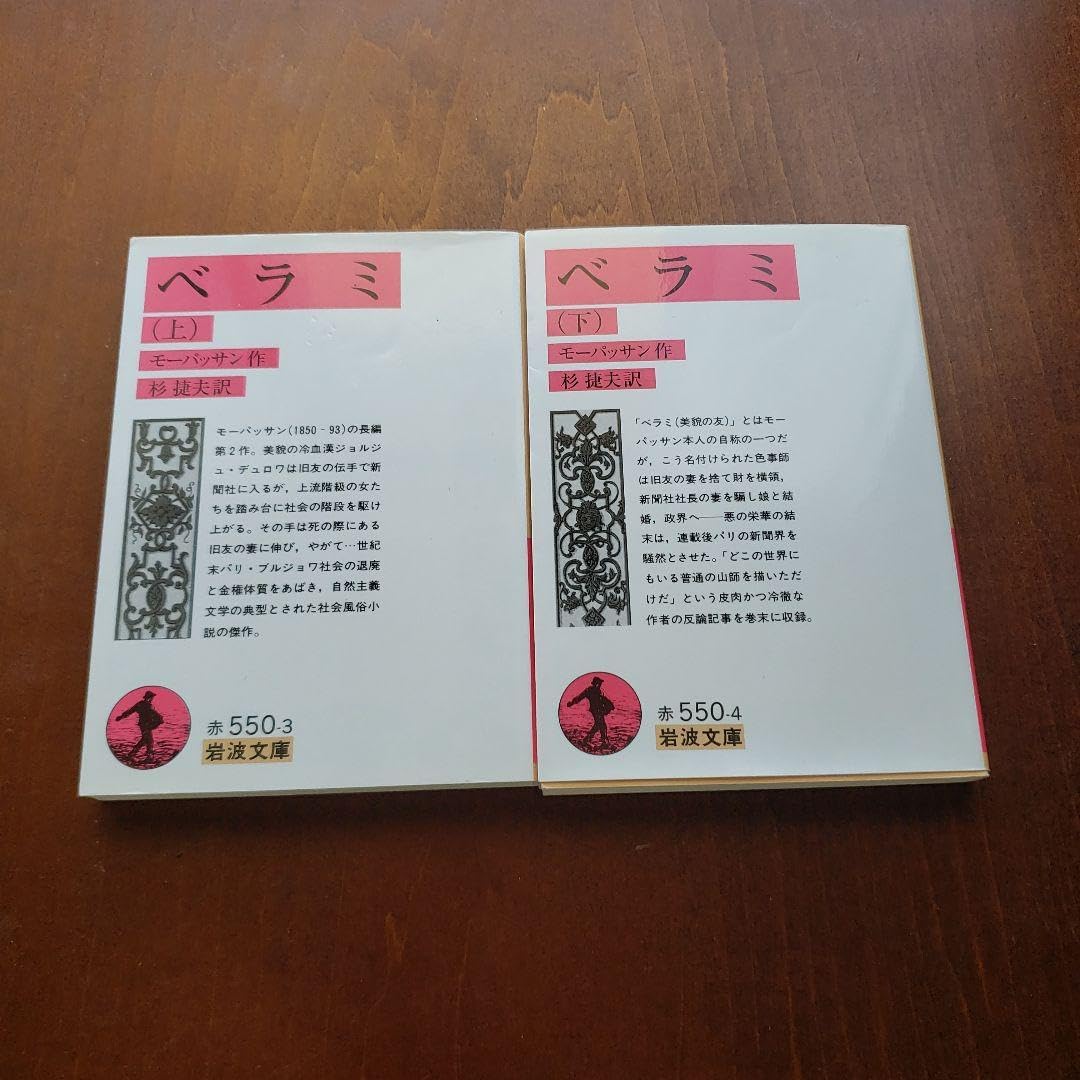 ベラミ
(上)
モーパッサン作
杉 捷夫訳
モーパッサン(1850‐93)の長編
第2作。美貌の冷血漢ジョルジ
ュ・デュロワは旧友の伝手で新
聞社に入るが，上流階級の女た
ちを踏み台に社会の階段を駆け
上がる。その手は死の際にある
旧友の妻に伸び，やがて…世紀
末パリ・ブルジョワ社会の退廃
と金権体質をあばき，自然主義
文学の典型とされた社会風俗小
説の傑作。
赤 550-3
岩波文庫
ベラミ
(下)
モーパッサン作
杉 捷夫訳
「ベラミ(美貌の友)」とはモー
パッサン本人の自称の一つだ
が，こう名付けられた色事師
は旧友の妻を捨て財を横領，
新聞社社長の妻を騙し娘と結
婚，政界へ──悪の栄華の結
末は，連載後パリの新聞界を
騒然とさせた。「どこの世界に
もいる普通の山師を描いただ
けだ」という皮肉かつ冷徹な
作者の反論記事を巻末に収録。
赤 550-4
岩波文庫